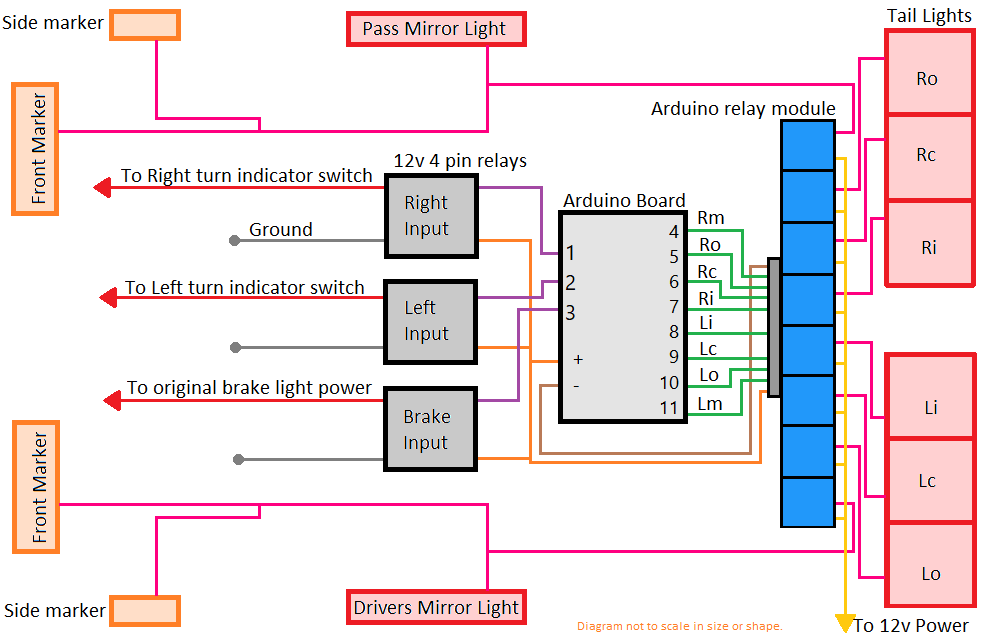 Side marker
Pass Mirror Light
Tail Lights
Ro
Front Marker
Arduino relay module
Rc
12v 4 pin relays
To Right turn indicator switch
Right
Input
Ground
Arduino Board
Ri
1
2
3
+
-
4
5
6
7
8
9
10
11
Rm
Ro
Rc
Ri
Li
Lc
Lo
Lm
To Left turn indicator switch
Left
Input
To original brake light power
Brake
Input
Li
Front Marker
Lc
Lo
Side marker
Drivers Mirror Light
Diagram not to scale in size or shape.
To 12v Power